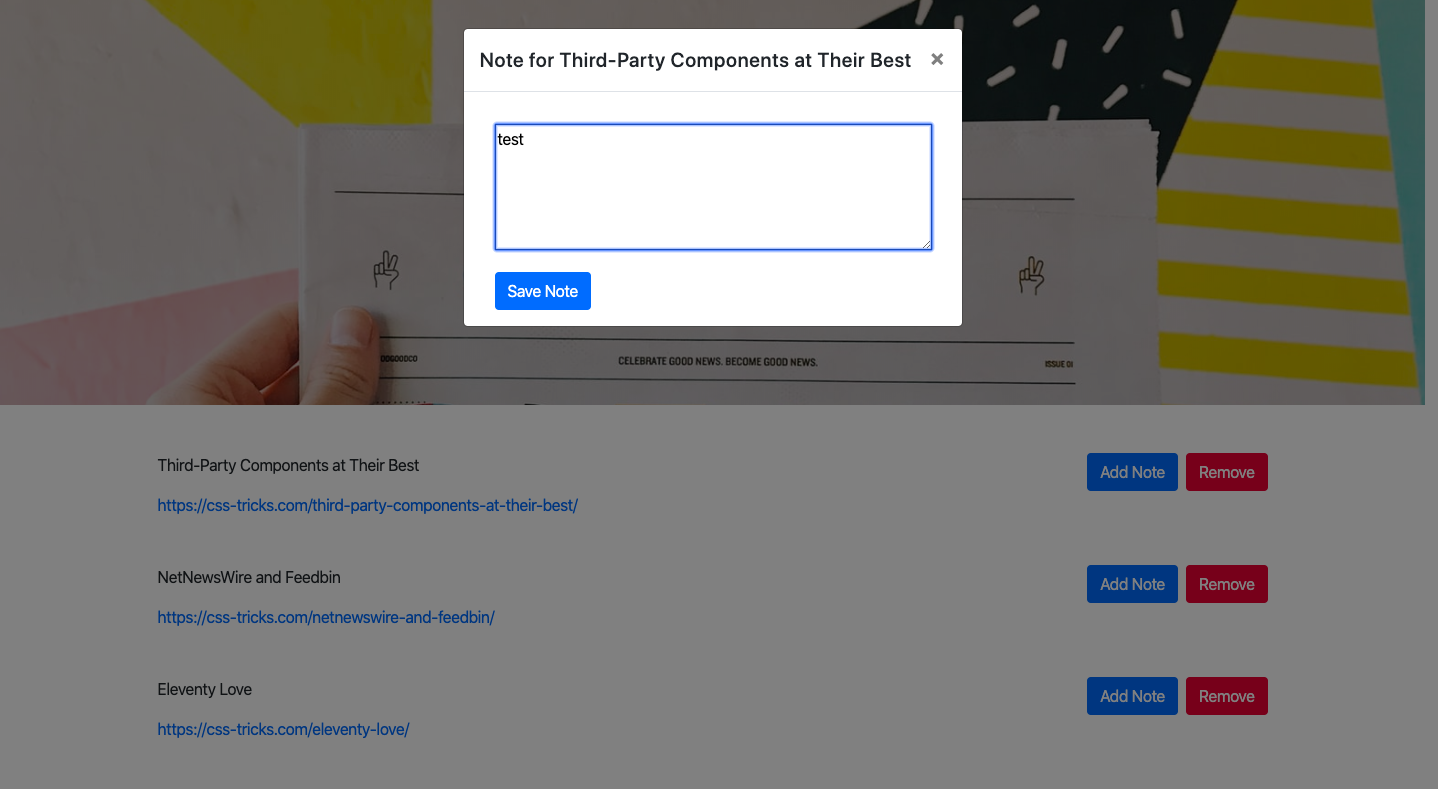 Note for Third-Party Components at Their Best ×
test
Save Note
DOGOODCO
CELEBRATE GOOD NEWS. BECOME GOOD NEWS.
ISSUE 01
Third-Party Components at Their Best
Add Note Remove
https://css-tricks.com/third-party-components-at-their-best/
NetNewsWire and Feedbin
Add Note Remove
https://css-tricks.com/netnewswire-and-feedbin/
Eleventy Love
Add Note Remove
https://css-tricks.com/eleventy-love/